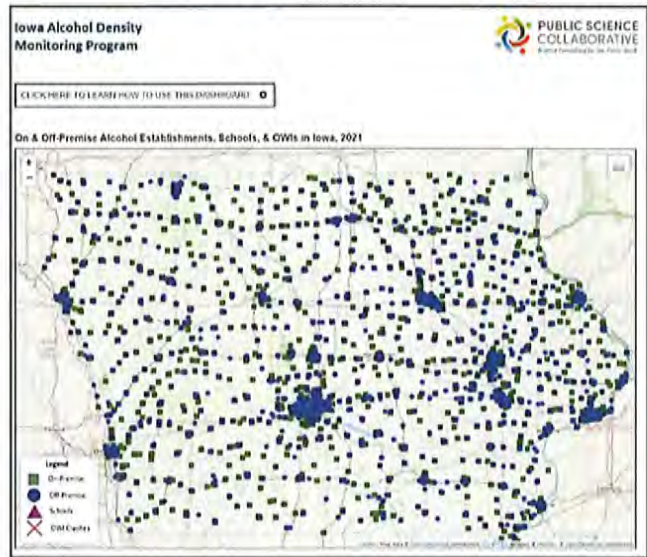 Iowa Alcohol Density
Monitoring Program
PUBLIC SCIENCE
COLLABORATIVE
CLICK HERE TO LEARN HOW TO USE THIS DASHBOARD
On & Off-Premise Alcohol Establishments, Schools, & OWIs in Iowa, 2021
+
−
Legend
On-Premise
Off-Premise
Schools
OWI Crashes